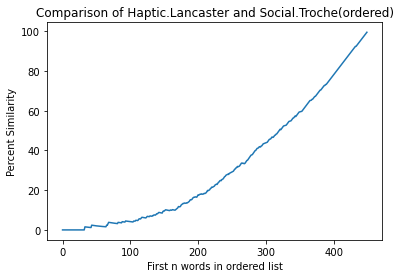 Comparison of Haptic.Lancaster and Social.Troche(ordered)
100
80
60
40
20
0
Percent Similarity
0 100 200 300 400
First n words in ordered list